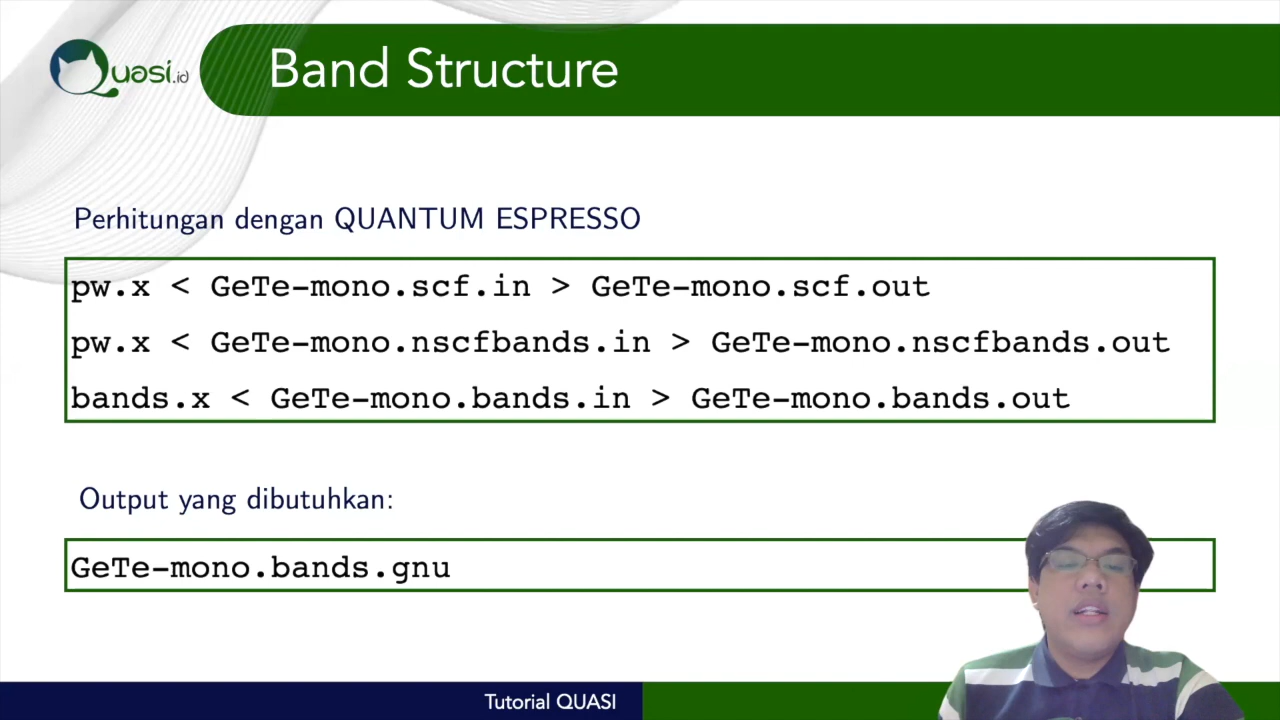 Quasi.id
Band Structure
Perhitungan dengan QUANTUM ESPRESSO
pw.x < GeTe-mono.scf.in > GeTe-mono.scf.out
pw.x < GeTe-mono.nscfbands.in > GeTe-mono.nscfbands.out
bands.x < GeTe-mono.bands.in > GeTe-mono.bands.out
Output yang dibutuhkan:
GeTe-mono.bands.gnu
Tutorial QUASI